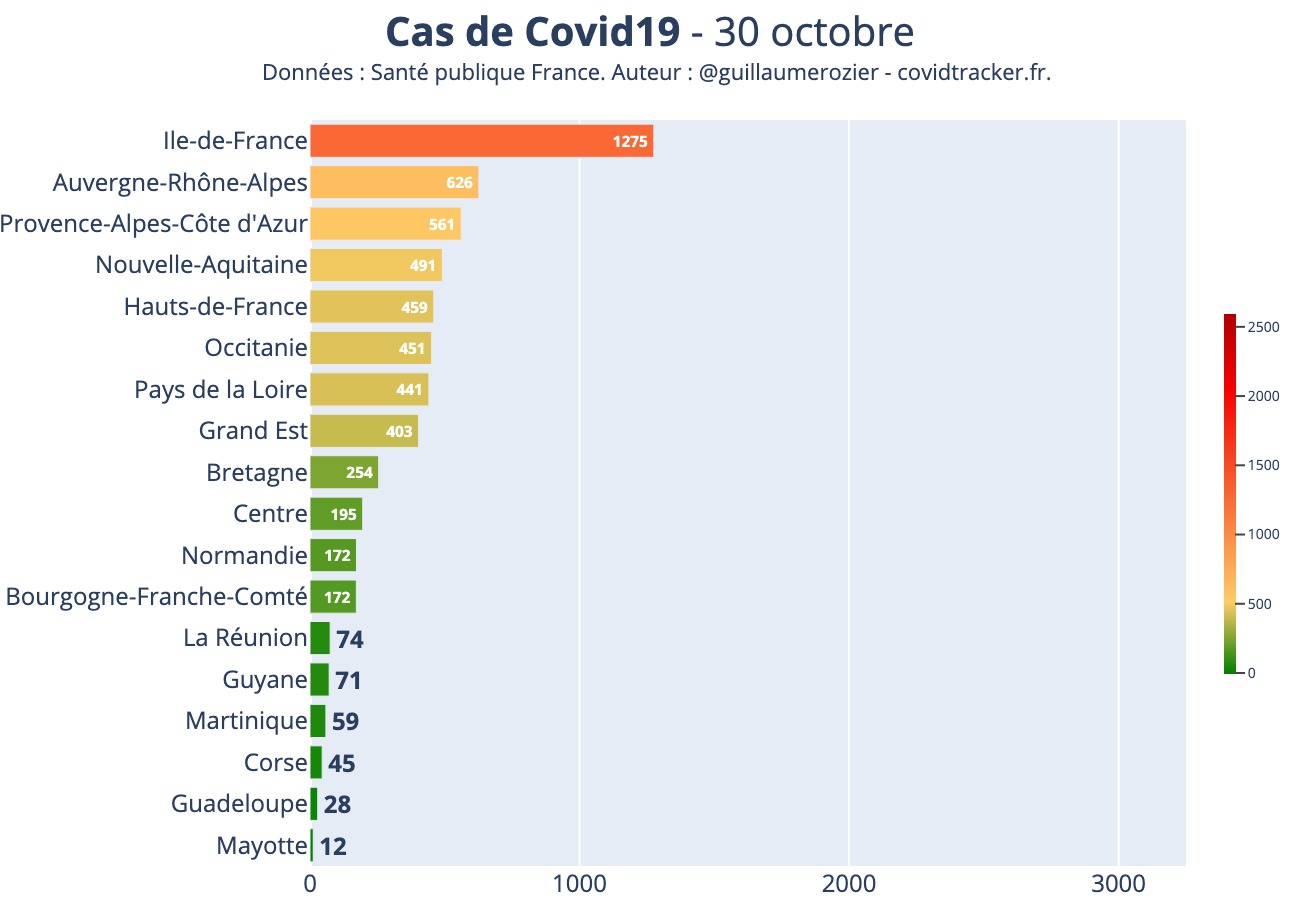 Cas de Covid19 - 30 octobre
Données : Santé publique France. Auteur : @guillaumerozier - covidtracker.fr.
Ile-de-France 1275
Auvergne-Rhône-Alpes 626
Provence-Alpes-Côte d'Azur 561
Nouvelle-Aquitaine 491
Hauts-de-France 459
Occitanie 451
Pays de la Loire 441
Grand Est 403
Bretagne 254
Centre 195
Normandie 172
Bourgogne-Franche-Comté 172
La Réunion 74
Guyane 71
Martinique 59
Corse 45
Guadeloupe 28
Mayotte 12
0 1000 2000 3000
2500
2000
1500
1000
500
0